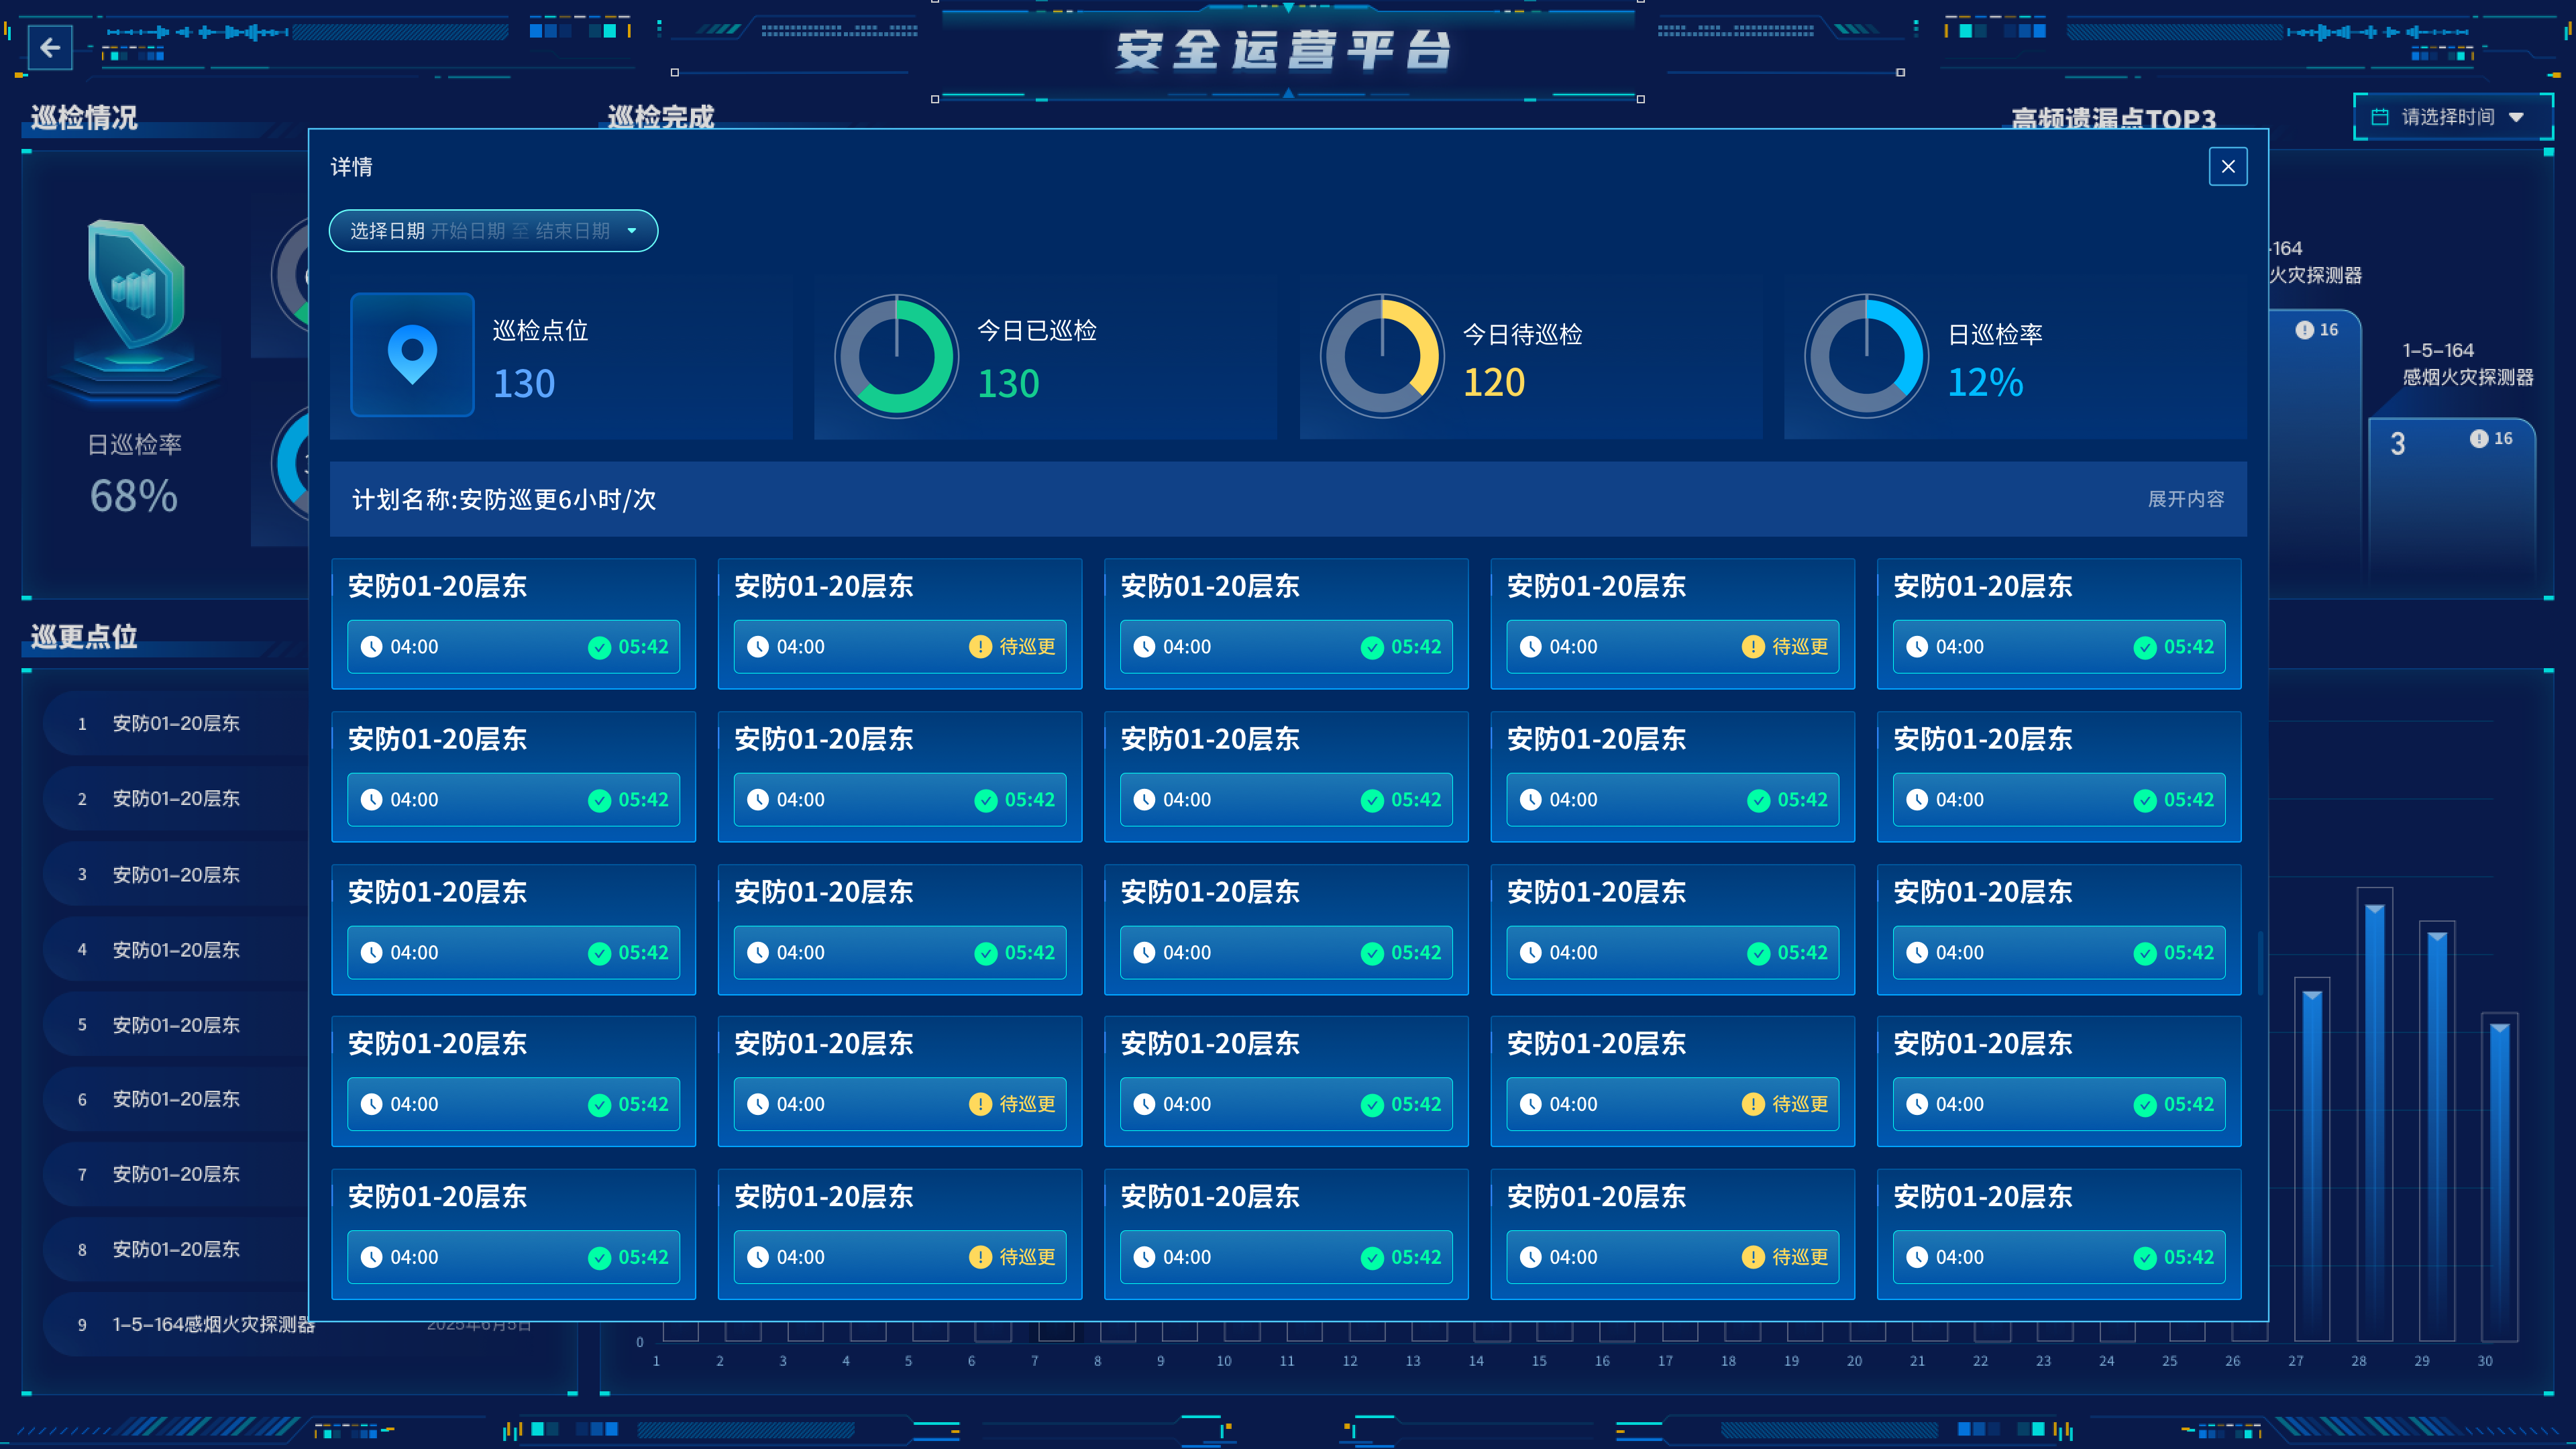 安全运营平台
巡检情况
巡检完成
高频遗漏点TOP3
请选择时间
详情
选择日期 开始日期 至 结束日期
巡检点位
130
今日已巡检
130
今日待巡检
120
日巡检率
12%
日巡检率
68%
-164
火灾探测器
16
1-5-164
感烟火灾探测器
3
16
计划名称:安防巡更6小时/次
展开内容
安防01-20层东 安防01-20层东 安防01-20层东 安防01-20层东 安防01-20层东
04:00 05:42 04:00 待巡更 04:00 05:42 04:00 待巡更 04:00 05:42
安防01-20层东 安防01-20层东 安防01-20层东 安防01-20层东 安防01-20层东
04:00 05:42 04:00 05:42 04:00 05:42 04:00 05:42 04:00 05:42
安防01-20层东 安防01-20层东 安防01-20层东 安防01-20层东 安防01-20层东
04:00 05:42 04:00 05:42 04:00 05:42 04:00 05:42 04:00 05:42
安防01-20层东 安防01-20层东 安防01-20层东 安防01-20层东 安防01-20层东
04:00 05:42 04:00 待巡更 04:00 05:42 04:00 待巡更 04:00 05:42
安防01-20层东 安防01-20层东 安防01-20层东 安防01-20层东 安防01-20层东
04:00 05:42 04:00 待巡更 04:00 05:42 04:00 待巡更 04:00 05:42
巡更点位
1 安防01-20层东
2 安防01-20层东
3 安防01-20层东
4 安防01-20层东
5 安防01-20层东
6 安防01-20层东
7 安防01-20层东
8 安防01-20层东
9 1-5-164感烟火灾探测器 2025年6月5日
0
1 2 3 4 5 6 7 8 9 10 11 12 13 14 15 16 17 18 19 20 21 22 23 24 25 26 27 28 29 30